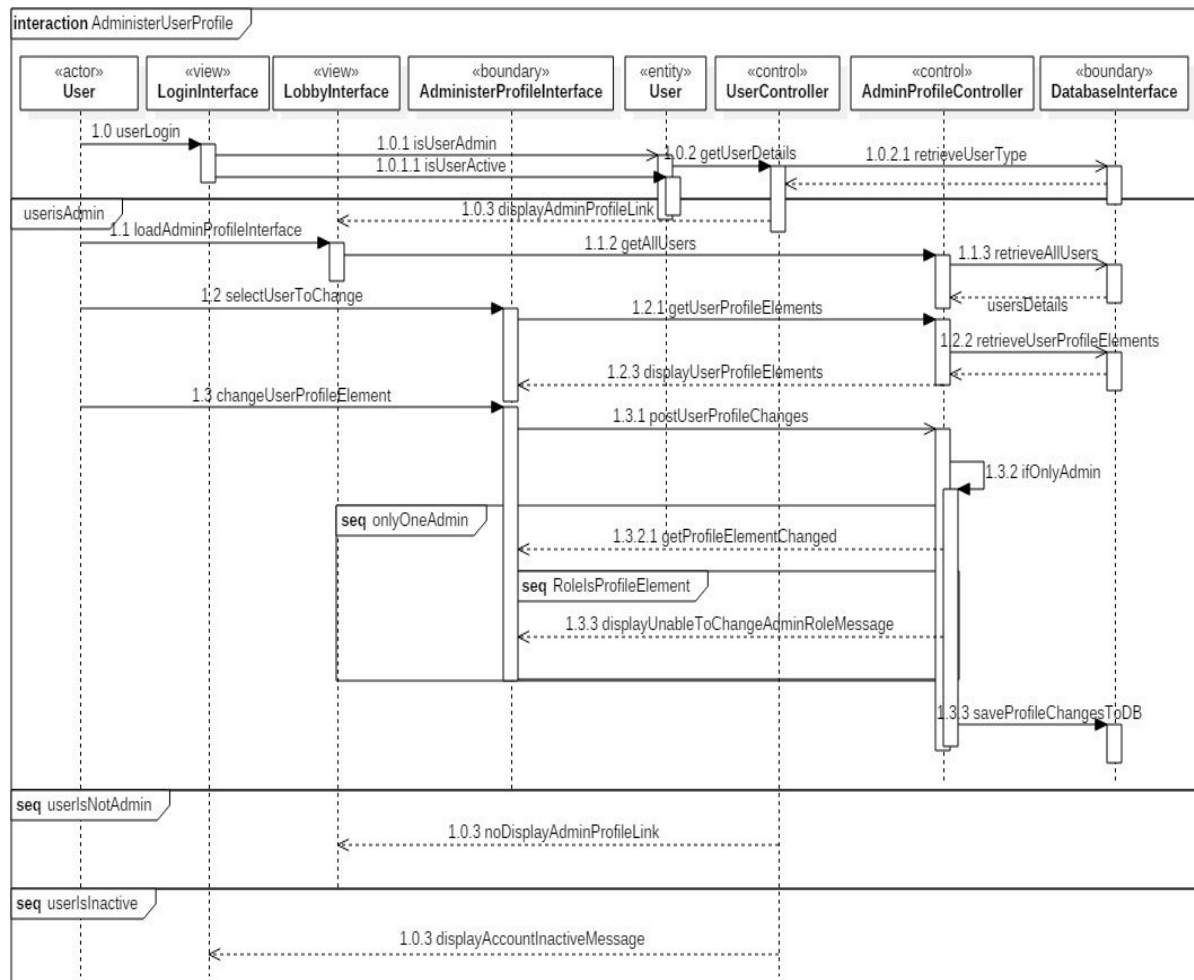 interaction AdministerUserProfile
«actor»
User
«view»
LoginInterface
«view»
LobbyInterface
«boundary»
AdministerProfileInterface
«entity»
User
«control»
UserController
«control»
AdminProfileController
«boundary»
DatabaseInterface
1.0 userLogin
1.0.1 isUserAdmin
1.0.2 getUserDetails
1.0.2.1 retrieveUserType
1.0.1.1 isUserActive
userisAdmin
1.0.3 displayAdminProfileLink
1.1 loadAdminProfileInterface
1.1.2 getAllUsers
1.1.3 retrieveAllUsers
1.2 selectUserToChange
usersDetails
1.2.1 getUserProfileElements
1.2.2 retrieveUserProfileElements
1.2.3 displayUserProfileElements
1.3 changeUserProfileElement
1.3.1 postUserProfileChanges
1.3.2 ifOnlyAdmin
seq onlyOneAdmin
1.3.2.1 getProfileElementChanged
seq RoleIsProfileElement
1.3.3 displayUnableToChangeAdminRoleMessage
1.3.3 saveProfileChangesToDB
seq userIsNotAdmin
1.0.3 noDisplayAdminProfileLink
seq userIsInactive
1.0.3 displayAccountInactiveMessage